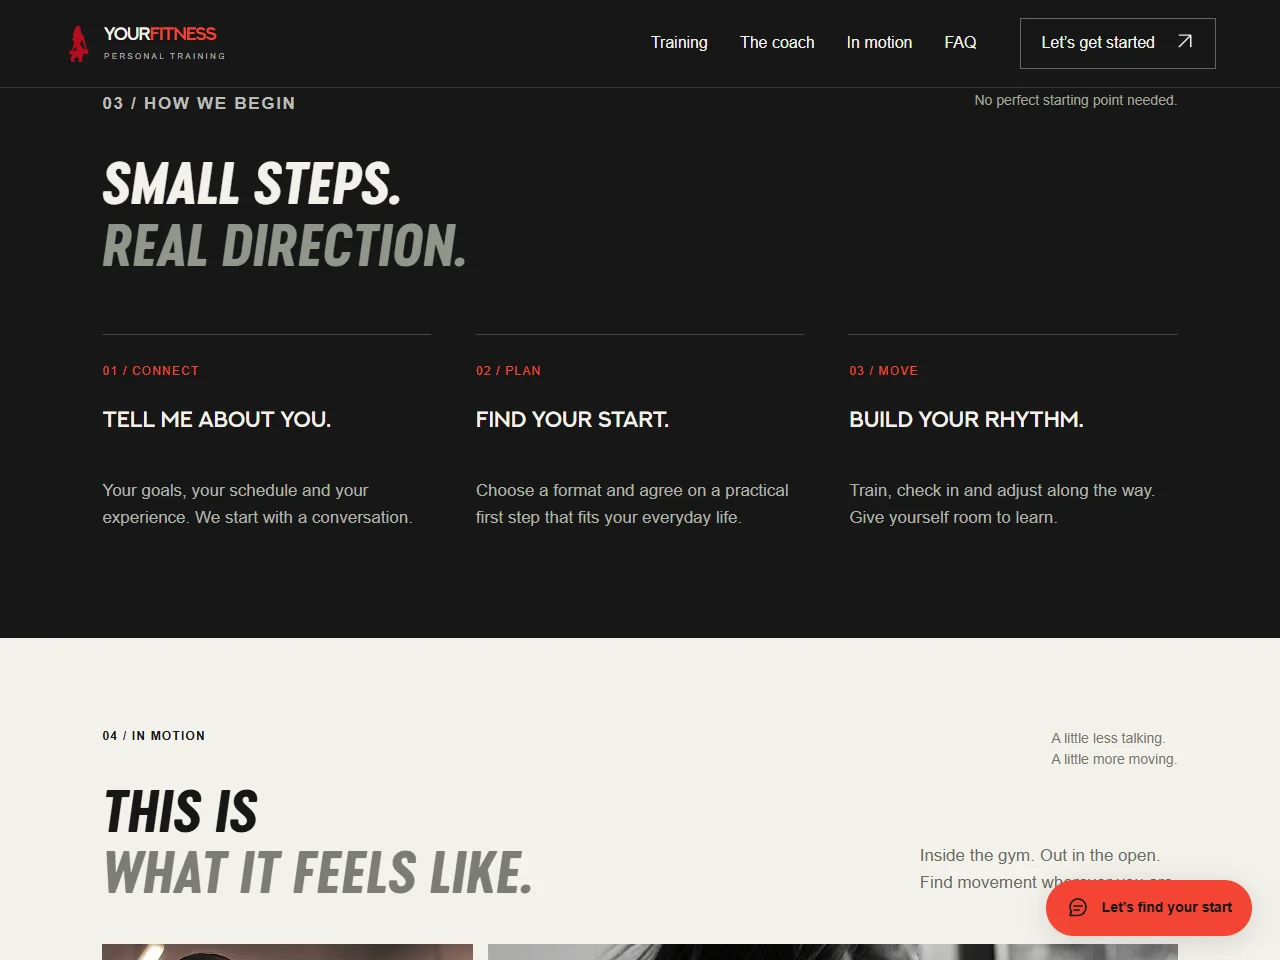 YOURFITNESS
PERSONAL TRAINING
Training
The coach
In motion
FAQ
Let's get started
03 / HOW WE BEGIN
No perfect starting point needed.
SMALL STEPS.
REAL DIRECTION.
01 / CONNECT
TELL ME ABOUT YOU.
Your goals, your schedule and your
experience. We start with a conversation.
02 / PLAN
FIND YOUR START.
Choose a format and agree on a practical
first step that fits your everyday life.
03 / MOVE
BUILD YOUR RHYTHM.
Train, check in and adjust along the way.
Give yourself room to learn.
04 / IN MOTION
A little less talking.
A little more moving.
THIS IS
WHAT IT FEELS LIKE.
Inside the gym. Out in the open.
Find movement
Let's find your start